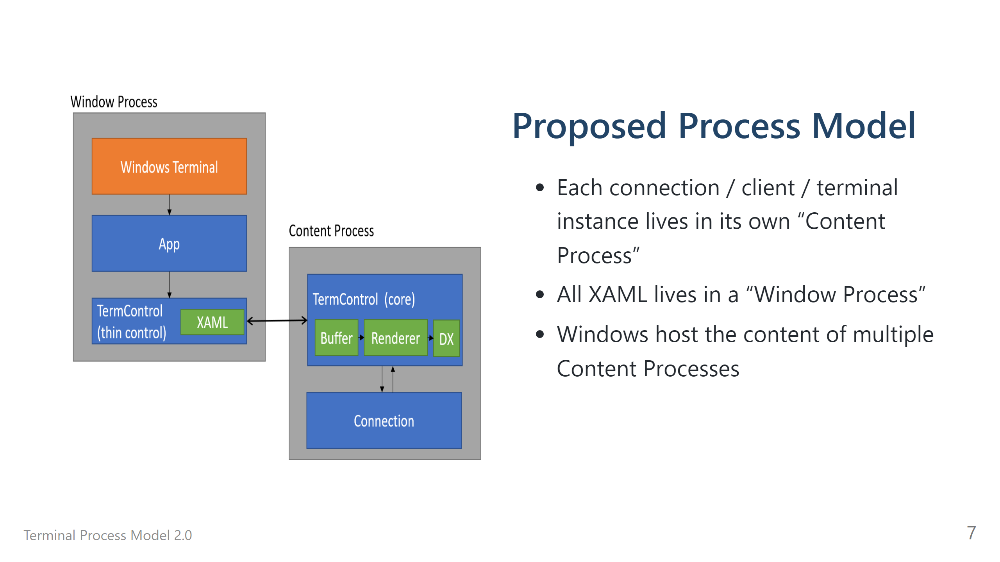 Window Process
Windows Terminal
App
TermControl
(thin control)
XAML
Content Process
TermControl (core)
Buffer
Renderer
DX
Connection
Proposed Process Model
• Each connection / client / terminal
instance lives in its own “Content
Process”
• All XAML lives in a “Window Process”
• Windows host the content of multiple
Content Processes
Terminal Process Model 2.0
7